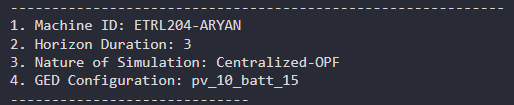 ------------------------------------------------------------
1. Machine ID: ETRL204-ARYAN
2. Horizon Duration: 3
3. Nature of Simulation: Centralized-OPF
4. GED Configuration: pv_10_batt_15
-----------------------------